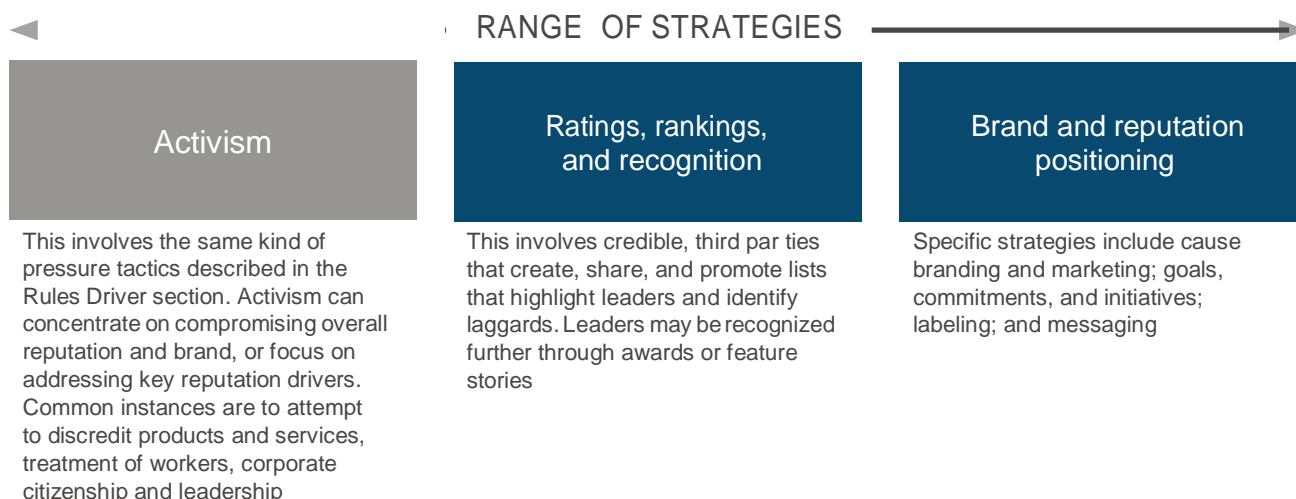 RANGE OF STRATEGIES
Activism
This involves the same kind of
pressure tactics described in the
Rules Driver section. Activism can
concentrate on compromising overall
reputation and brand, or focus on
addressing key reputation drivers.
Common instances are to attempt
to discredit products and services,
treatment of workers, corporate
citizenship and leadership
Ratings, rankings,
and recognition
This involves credible, third par ties
that create, share, and promote lists
that highlight leaders and identify
laggards. Leaders may be recognized
further through awards or feature
stories
Brand and reputation
positioning
Specific strategies include cause
branding and marketing; goals,
commitments, and initiatives;
labeling; and messaging